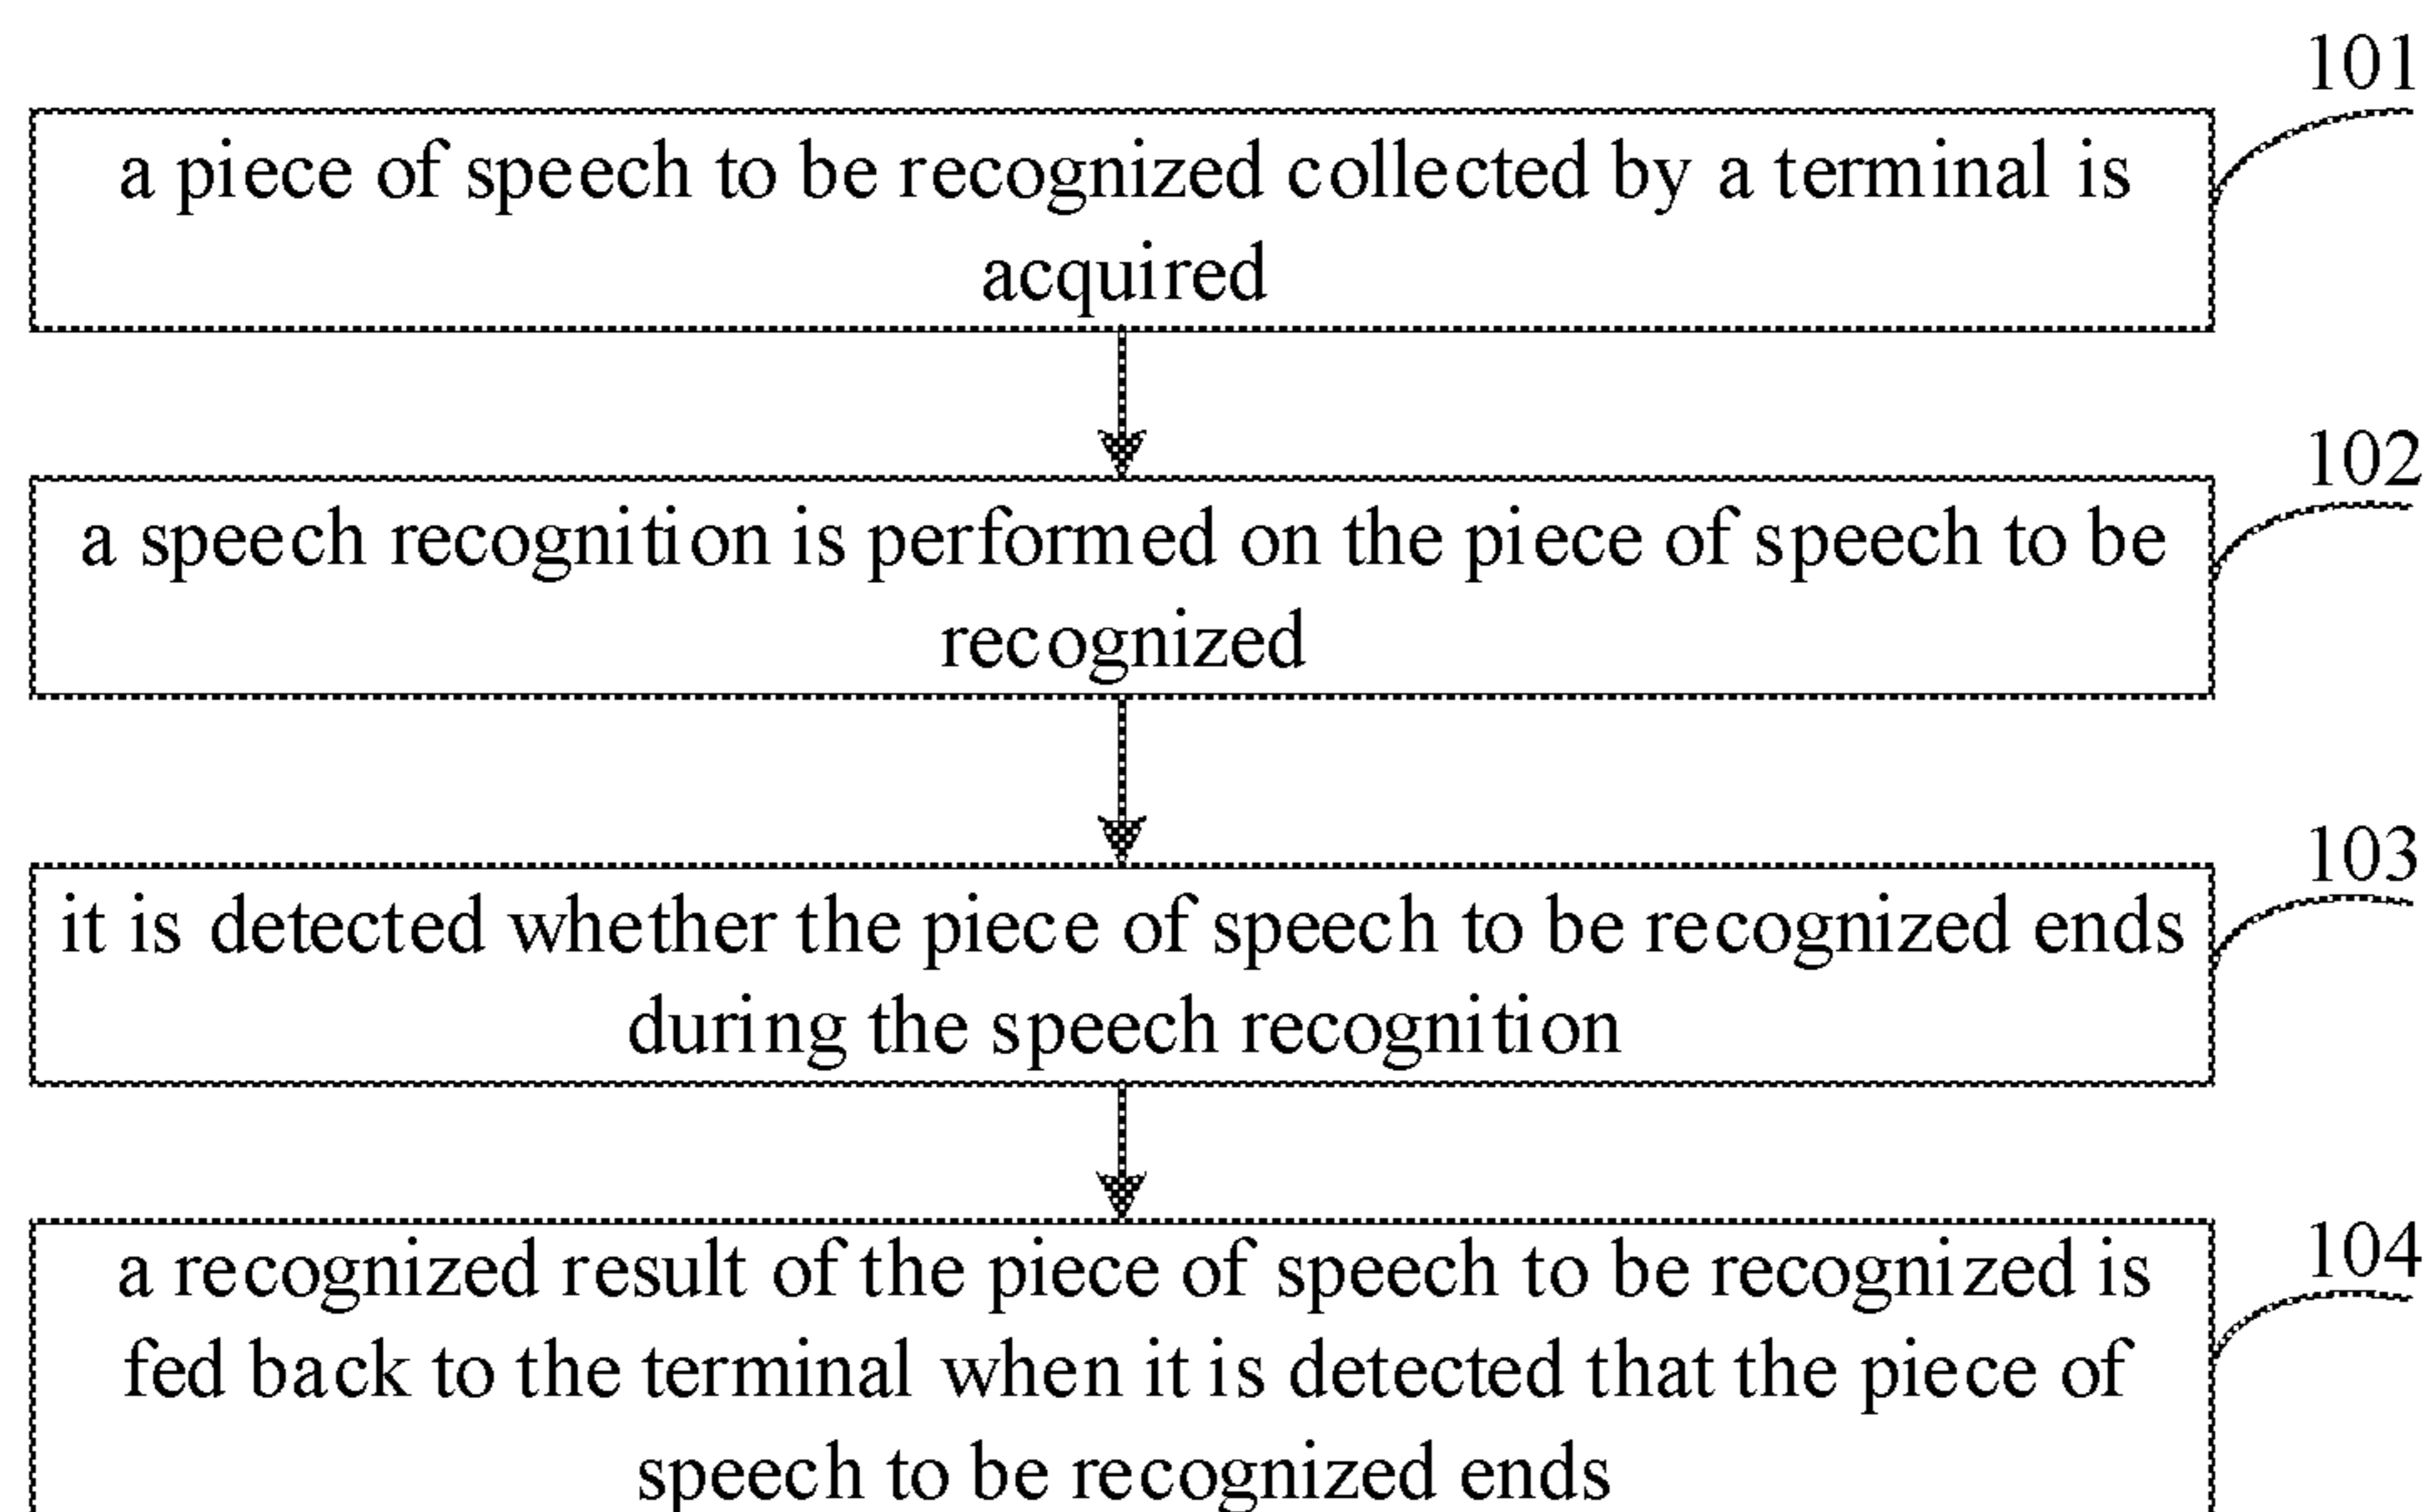 101
a piece of speech to be recognized collected by a terminal is
acquired
102
a speech recognition is performed on the piece of speech to be
recognized
103
it is detected whether the piece of speech to be recognized ends
during the speech recognition
104
a recognized result of the piece of speech to be recognized is
fed back to the terminal when it is detected that the piece of
speech to be recognized ends